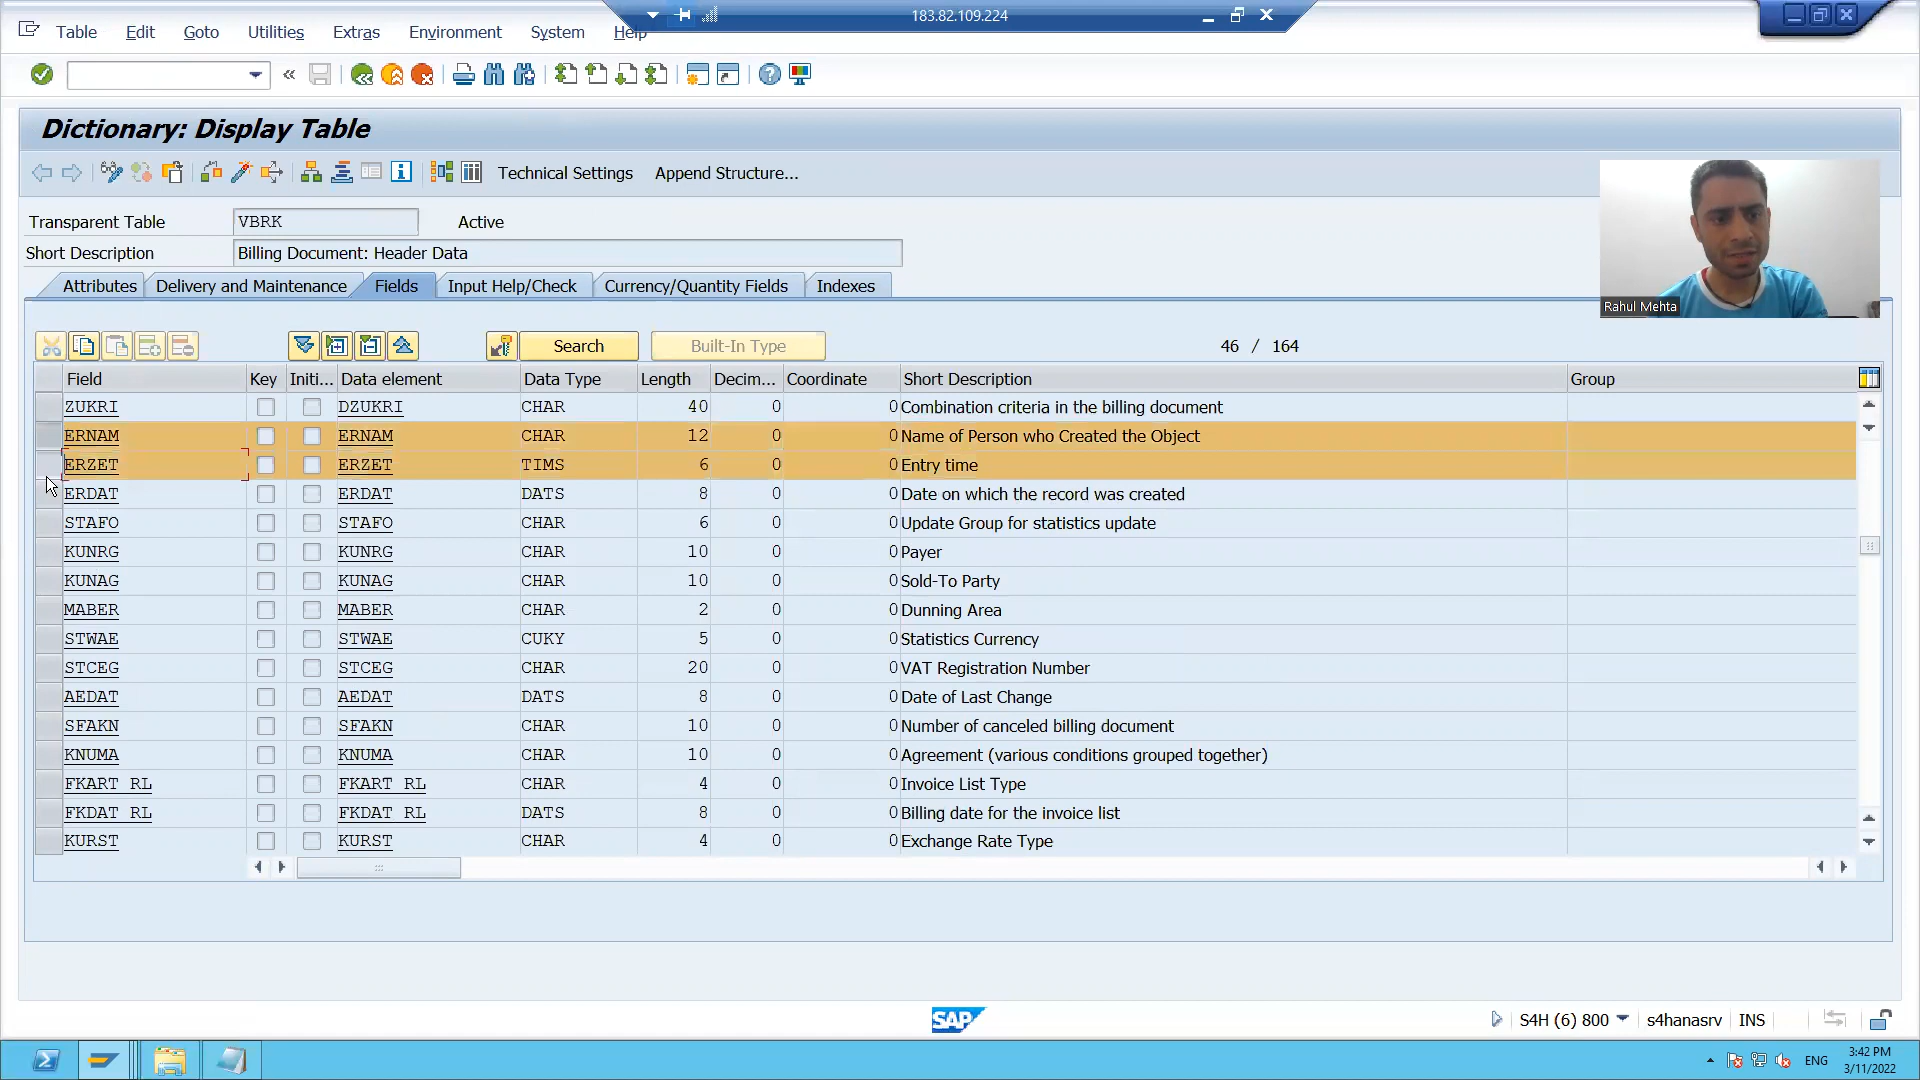 183.82.109.224
Table Edit Goto Utilities Extras Environment System Help
Dictionary: Display Table
Technical Settings Append Structure...
Transparent Table VBRK Active
Short Description Billing Document: Header Data
Rahul Mehta
Attributes Delivery and Maintenance Fields Input Help/Check Currency/Quantity Fields Indexes
Search Built-In Type 46 / 164
Field Key Initi... Data element Data Type Length Decim... Coordinate Short Description Group
ZUKRI DZUKRI CHAR 40 0 0 Combination criteria in the billing document
ERNAM ERNAM CHAR 12 0 0 Name of Person who Created the Object
ERZET ERZET TIMS 6 0 0 Entry time
ERDAT ERDAT DATS 8 0 0 Date on which the record was created
STAFO STAFO CHAR 6 0 0 Update Group for statistics update
KUNRG KUNRG CHAR 10 0 0 Payer
KUNAG KUNAG CHAR 10 0 0 Sold-To Party
MABER MABER CHAR 2 0 0 Dunning Area
STWAE STWAE CUKY 5 0 0 Statistics Currency
STCEG STCEG CHAR 20 0 0 VAT Registration Number
AEDAT AEDAT DATS 8 0 0 Date of Last Change
SFAKN SFAKN CHAR 10 0 0 Number of canceled billing document
KNUMA KNUMA CHAR 10 0 0 Agreement (various conditions grouped together)
FKART_RL FKART_RL CHAR 4 0 0 Invoice List Type
FKDAT_RL FKDAT_RL DATS 8 0 0 Billing date for the invoice list
KURST KURST CHAR 4 0 0 Exchange Rate Type
SAP S4H (6) 800 s4hanasrv INS
ENG 3:42 PM
3/11/2022